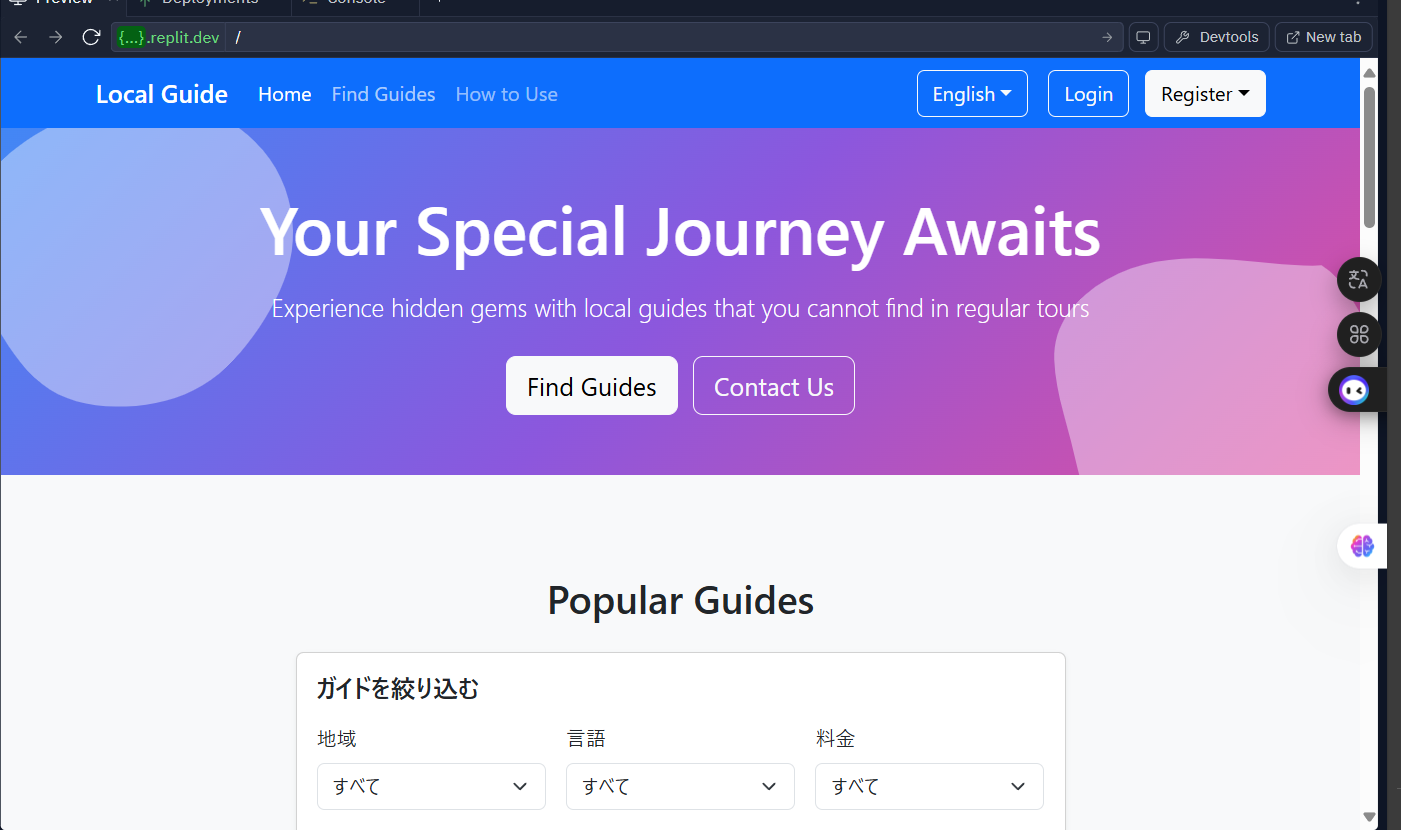 Preview
Deployments
Console
{...}.replit.dev /
Devtools
New tab
Local Guide
Home
Find Guides
How to Use
English
Login
Register
Your Special Journey Awaits
Experience hidden gems with local guides that you cannot find in regular tours
Find Guides
Contact Us
Popular Guides
ガイドを絞り込む
地域
言語
料金
すべて
すべて
すべて